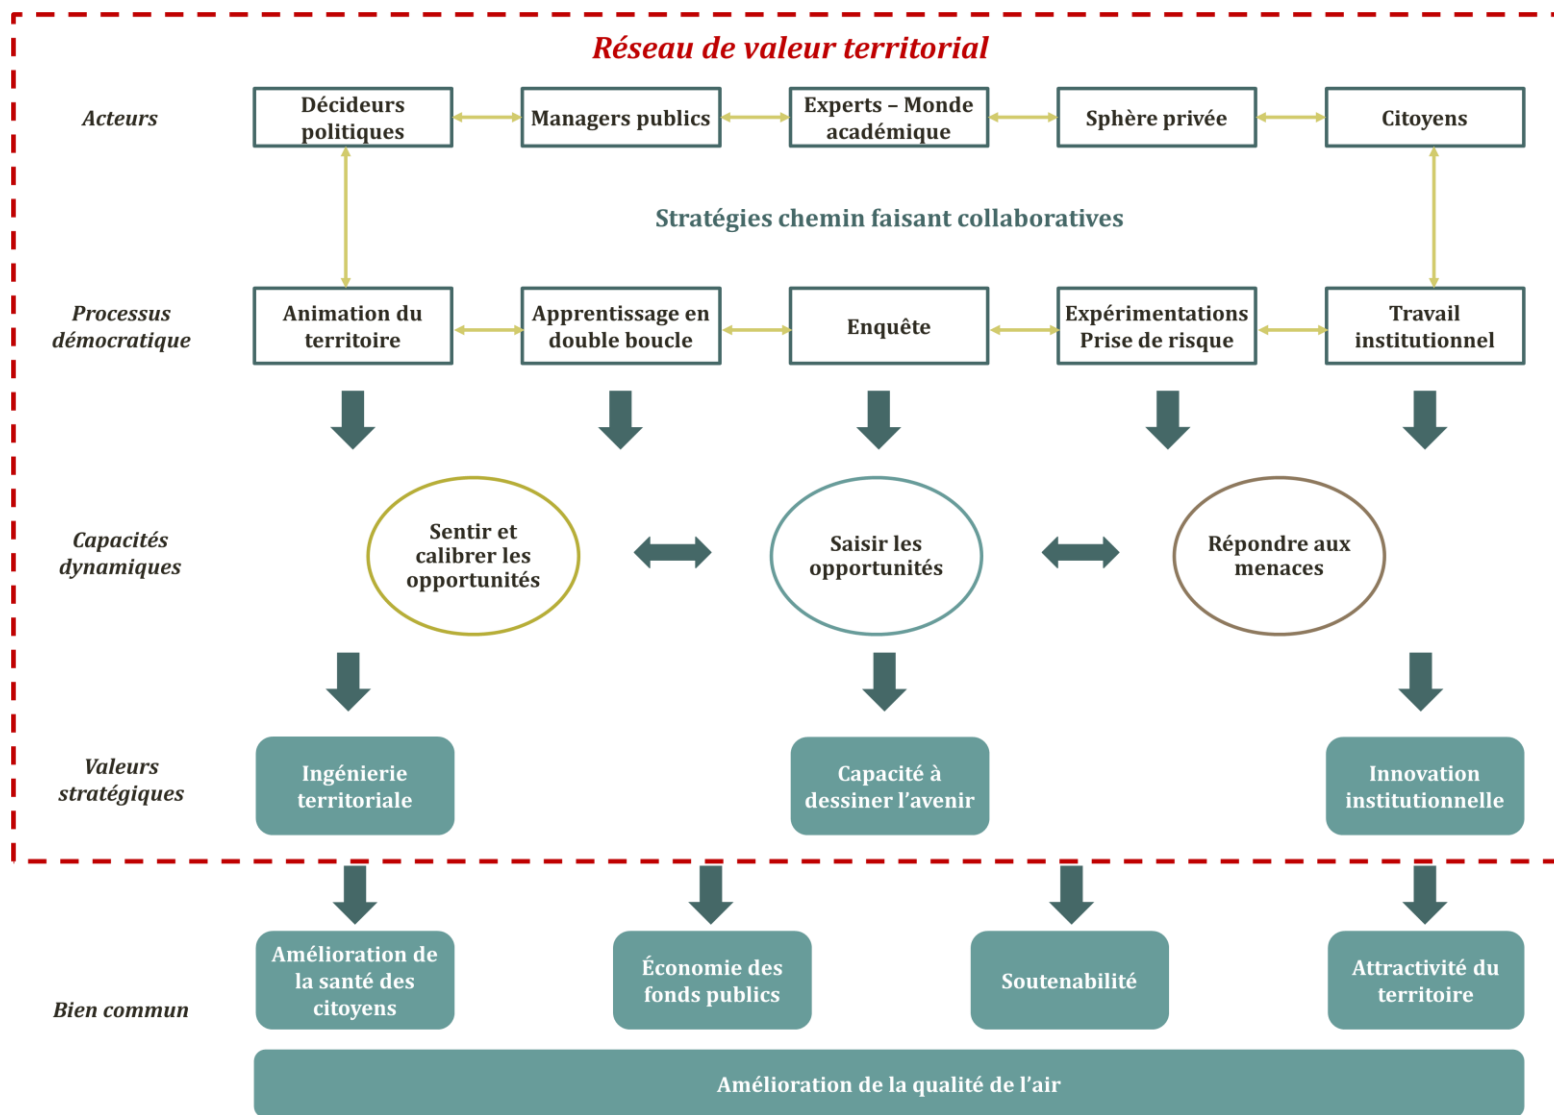 Réseau de valeur territorial
Acteurs
Décideurs
politiques
Managers publics
Experts – Monde
académique
Sphère privée
Citoyens
Stratégies chemin faisant collaboratives
Processus
démocratique
Animation du
territoire
Apprentissage en
double boucle
Enquête
Expérimentations
Prise de risque
Travail
institutionnel
Capacités
dynamiques
Sentir et
calibrer les
opportunités
Saisir les
opportunités
Répondre aux
menaces
Valeurs
stratégiques
Ingénierie
territoriale
Capacité à
dessiner l’avenir
Innovation
institutionnelle
Bien commun
Amélioration de
la santé des
citoyens
Économie des
fonds publics
Soutenabilité
Attractivité du
territoire
Amélioration de la qualité de l’air